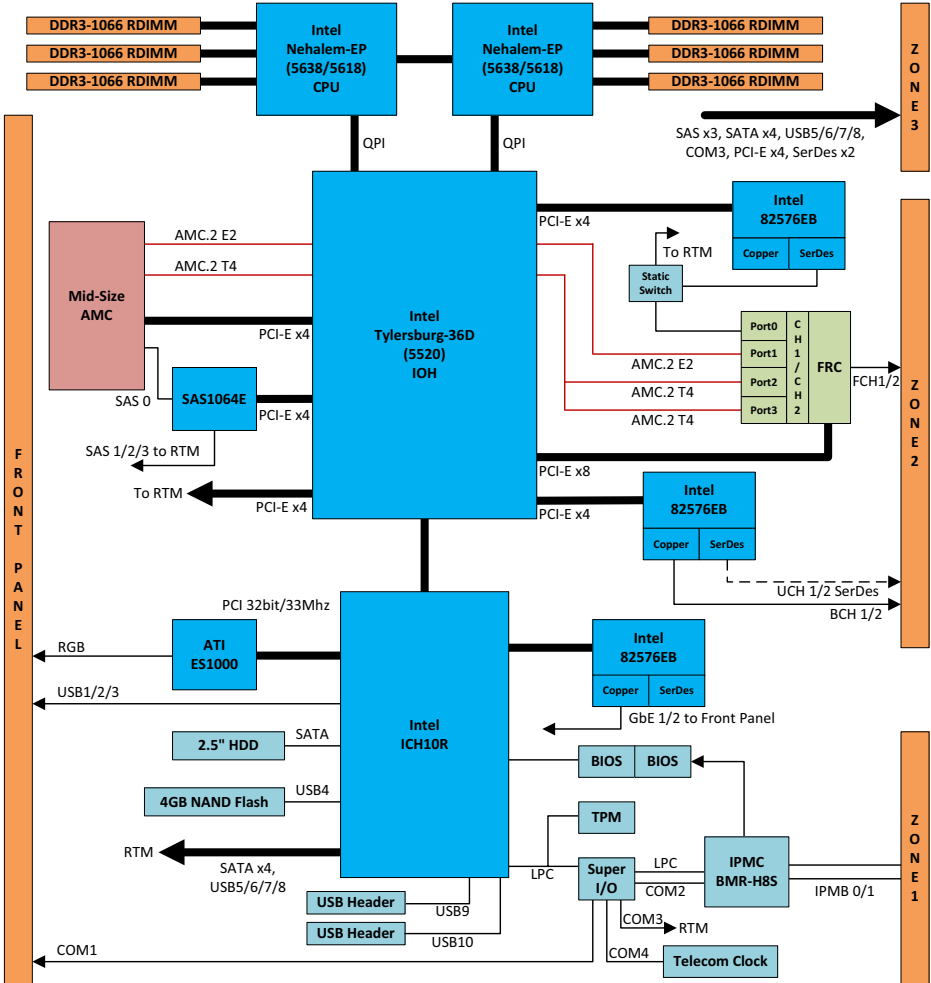 DDR3-1066 RDIMM
DDR3-1066 RDIMM
DDR3-1066 RDIMM
Intel
Nehalem-EP
(5638/5618)
CPU
Intel
Nehalem-EP
(5638/5618)
CPU
DDR3-1066 RDIMM
DDR3-1066 RDIMM
DDR3-1066 RDIMM
ZONE3
QPI
QPI
SAS x3, SATA x4, USB5/6/7/8,
COM3, PCI-E x4, SerDes x2
FRONT PANEL
Mid-Size
AMC
AMC.2 E2
AMC.2 T4
PCI-E x4
SAS 0
SAS1064E
PCI-E x4
SAS 1/2/3 to RTM
To RTM
PCI-E x4
Intel
Tylersburg-36D
(5520)
IOH
PCI-E x4
Intel
82576EB
Copper
SerDes
To RTM
Static
Switch
Port0
Port1
Port2
Port3
CH1/CH2
FRC
FCH1/2
AMC.2 E2
AMC.2 T4
AMC.2 T4
PCI-E x8
PCI-E x4
Intel
82576EB
Copper
SerDes
UCH 1/2 SerDes
BCH 1/2
ZONE2
PCI 32bit/33Mhz
RGB
ATI
ES1000
USB1/2/3
2.5" HDD
SATA
4GB NAND Flash
USB4
RTM
SATA x4,
USB5/6/7/8
Intel
ICH10R
Intel
82576EB
Copper
SerDes
GbE 1/2 to Front Panel
BIOS
BIOS
TPM
LPC
Super
I/O
LPC
COM2
IPMC
BMR-H8S
IPMB 0/1
ZONE1
USB Header
USB9
USB Header
USB10
COM3
RTM
COM4
Telecom Clock
COM1